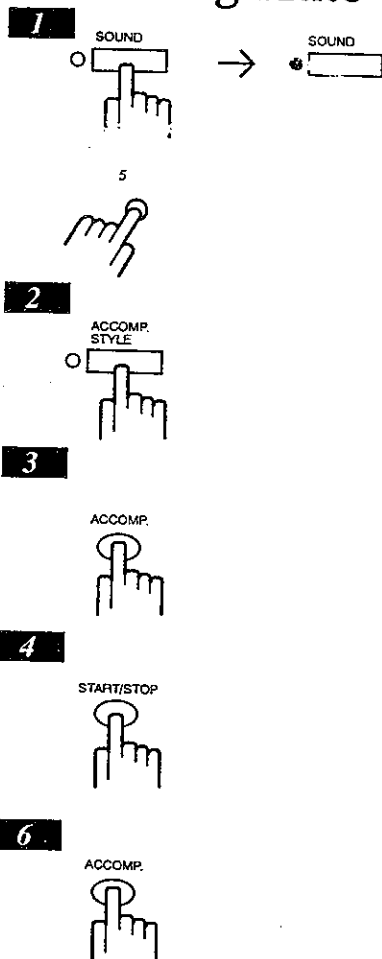 1
SOUND
SOUND
5
2
ACCOMP.
STYLE
3
ACCOMP.
4
START/STOP
6
ACCOMP.